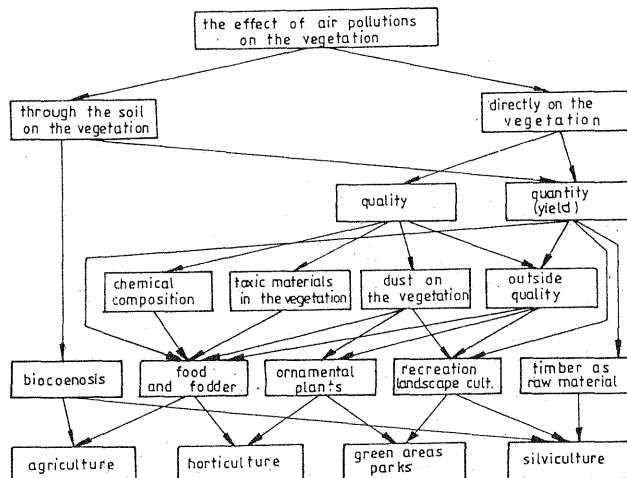 the effect of air pollutions
on the vegetation
through the soil
on the vegetation
directly on the
vegetation
quality
quantity
(yield)
chemical
composition
toxic materials
in the vegetation
dust on
the vegetation
outside
quality
biocoenosis
food
and fodder
ornamental
plants
recreation
landscape cult.
timber as
raw material
agriculture
horticulture
green areas
parks
silviculture